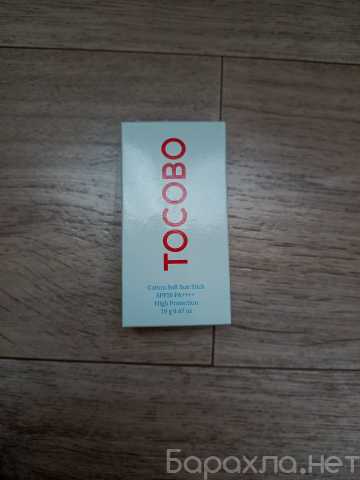 TOCOBO
Cotton Soft Sun Stick
SPF50 PA++++
High Protection
19 g 0.67 oz
Барахла.нет